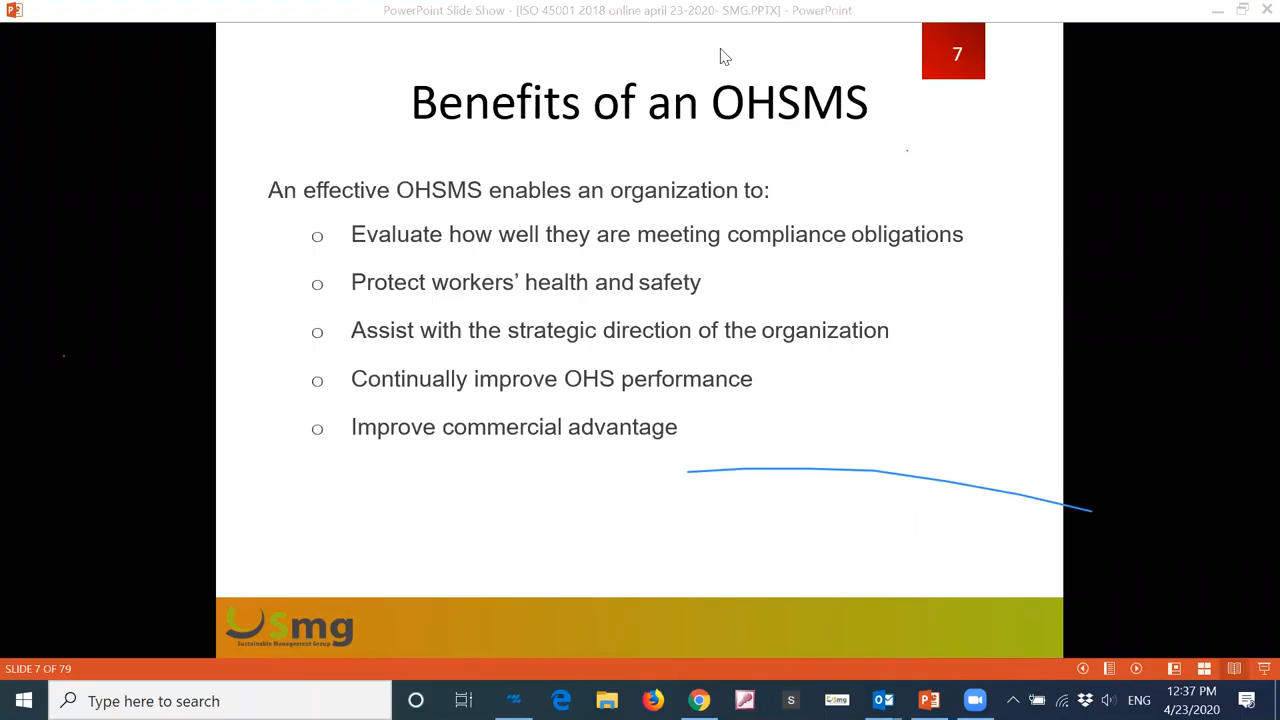 PowerPoint Slide Show - [ISO 45001 2018 online april 23-2020- SMG.PPTX] - PowerPoint
7
Benefits of an OHSMS
An effective OHSMS enables an organization to:
o Evaluate how well they are meeting compliance obligations
o Protect workers’ health and safety
o Assist with the strategic direction of the organization
o Continually improve OHS performance
o Improve commercial advantage
Smg
Sustainable Management Group
SLIDE 7 OF 79
Type here to search
S
Smg
ENG
12:37 PM
4/23/2020